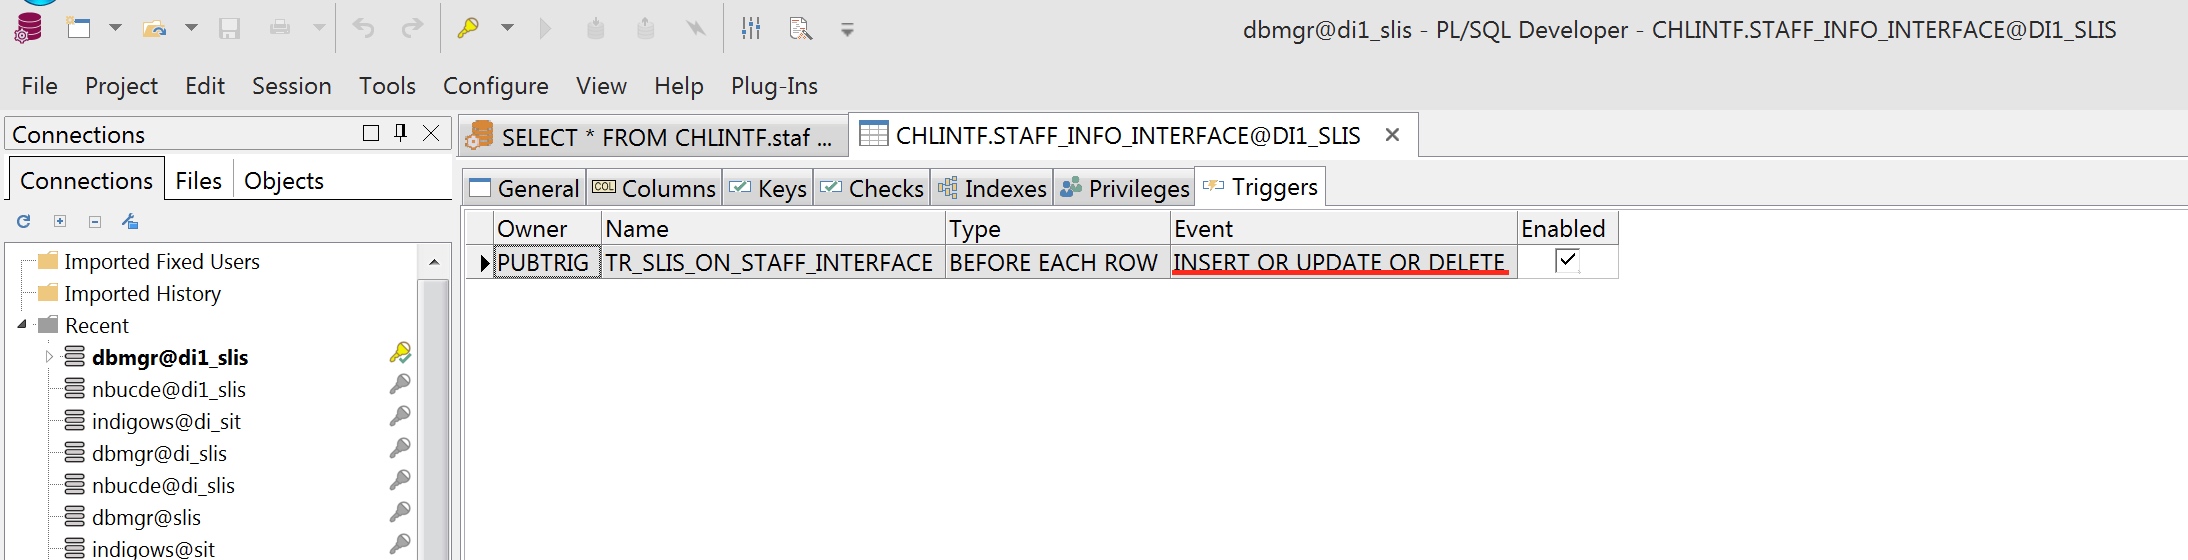 dbmgr@di1_slis - PL/SQL Developer - CHLINTF.STAFF_INFO_INTERFACE@DI1_SLIS
File Project Edit Session Tools Configure View Help Plug-Ins
Connections
Connections Files Objects
Imported Fixed Users
Imported History
Recent
dbmgr@di1_slis
nbucde@di1_slis
indigows@di_sit
dbmgr@di_slis
nbucde@di_slis
dbmgr@slis
indigows@sit
SELECT * FROM CHLINTF.staf ... CHLINTF.STAFF_INFO_INTERFACE@DI1_SLIS
General COL Columns Keys Checks Indexes Privileges Triggers
Owner Name Type Event Enabled
PUBTRIG TR_SLIS_ON_STAFF_INTERFACE BEFORE EACH ROW INSERT OR UPDATE OR DELETE